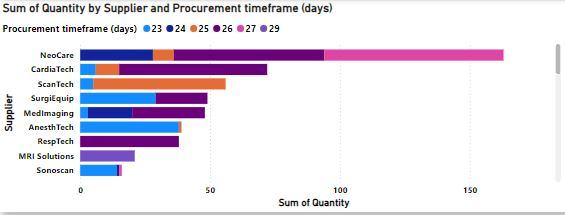 Sum of Quantity by Supplier and Procurement timeframe (days)
Procurement timeframe (days) 23 24 25 26 27 29
NeoCare
CardiaTech
ScanTech
SurgiEquip
MedImaging
AnesthTech
RespTech
MRI Solutions
Sonoscan
Supplier
0 50 100 150
Sum of Quantity